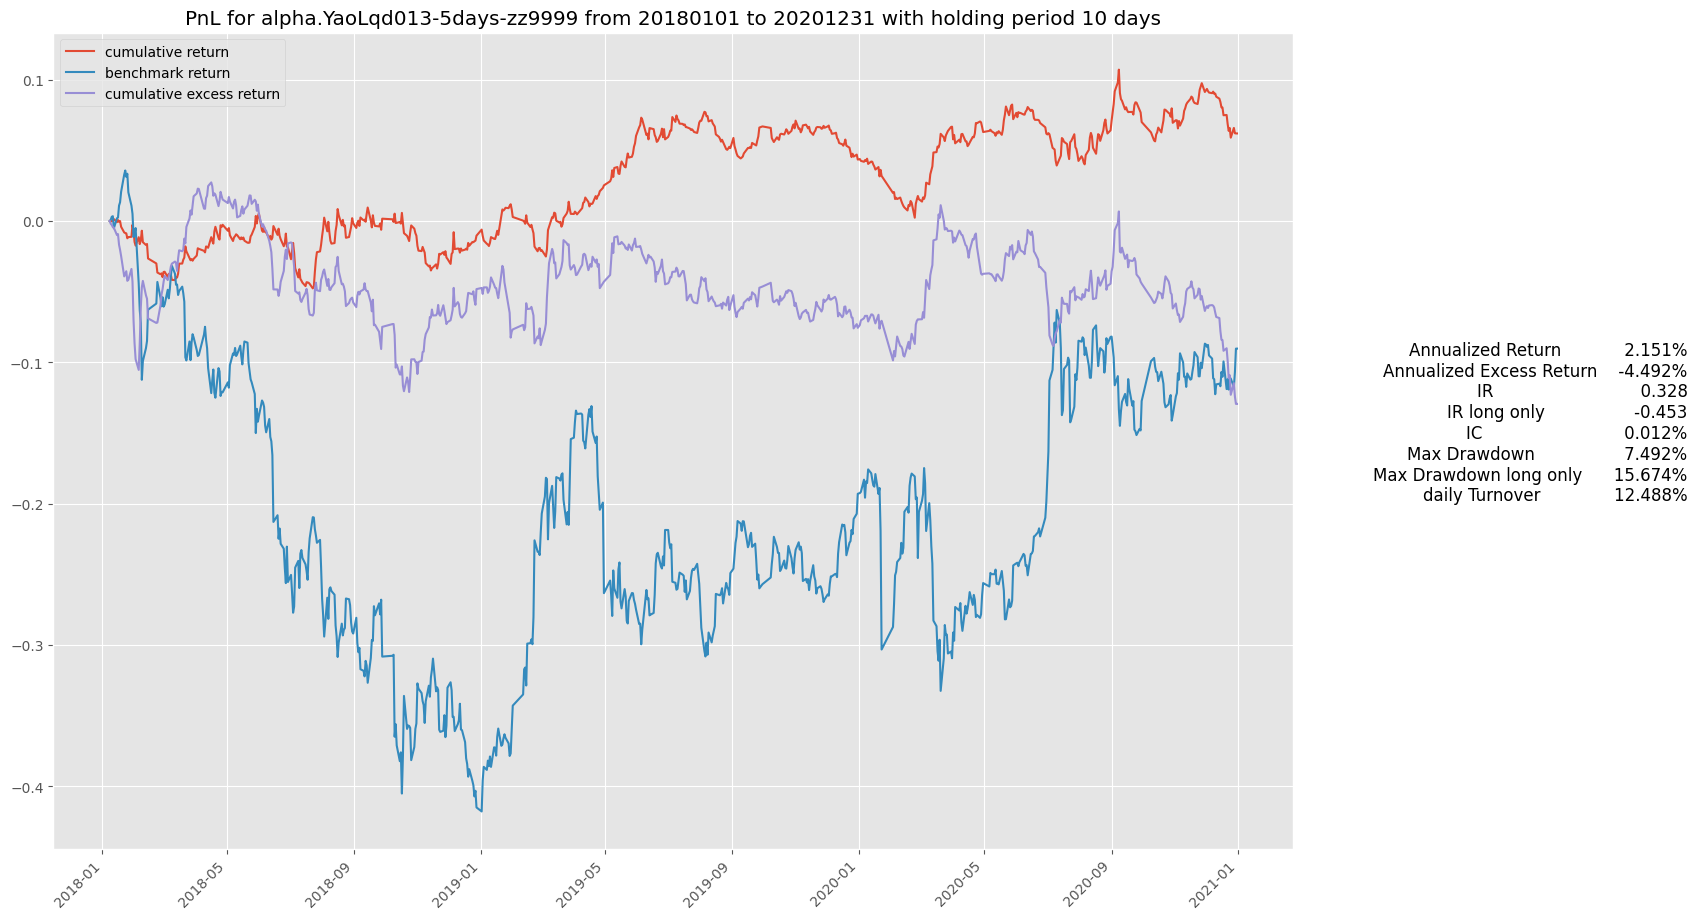 PnL for alpha.YaoLqd013-5days-zz9999 from 20180101 to 20201231 with holding period 10 days
cumulative return
benchmark return
cumulative excess return
0.1
0.0
−0.1
−0.2
−0.3
−0.4
2018-01
2018-05
2018-09
2019-01
2019-05
2019-09
2020-01
2020-05
2020-09
2021-01
Annualized Return 2.151%
Annualized Excess Return -4.492%
IR 0.328
IR long only -0.453
IC 0.012%
Max Drawdown 7.492%
Max Drawdown long only 15.674%
daily Turnover 12.488%